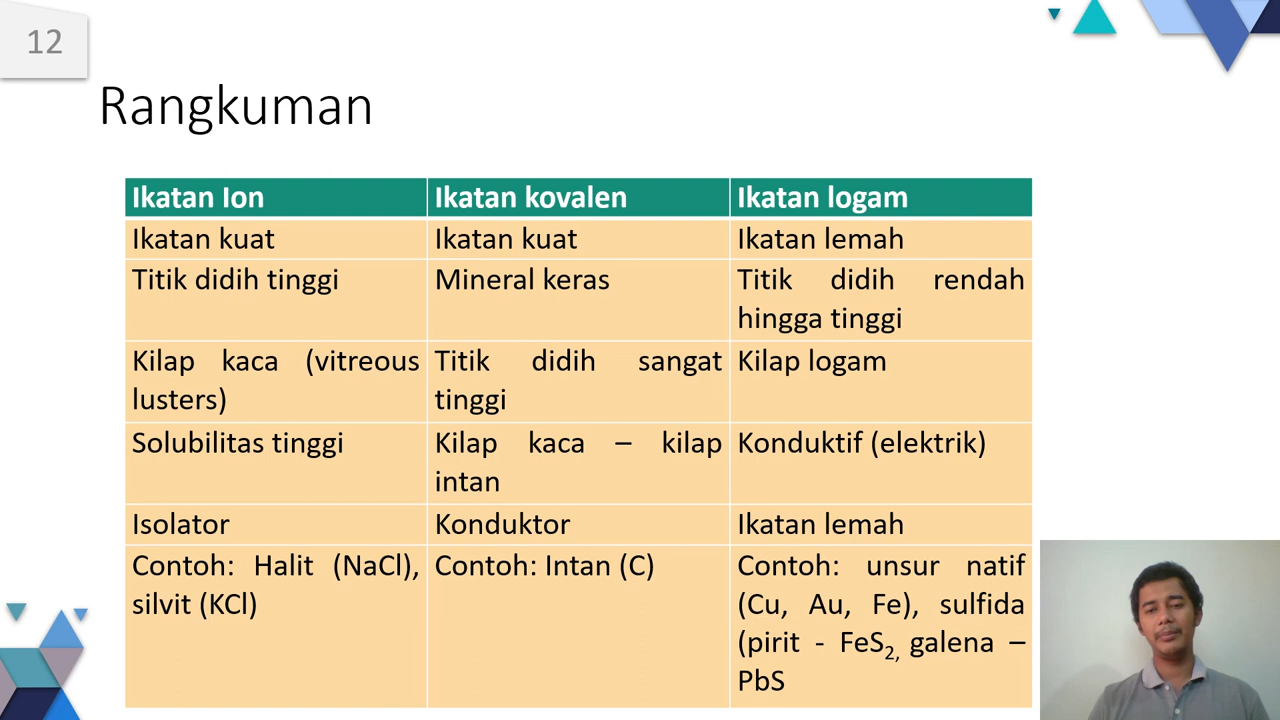 12
Rangkuman
Ikatan Ion
Ikatan kovalen
Ikatan logam
Ikatan kuat
Ikatan kuat
Ikatan lemah
Titik didih tinggi
Mineral keras
Titik didih rendah
hingga tinggi
Kilap kaca (vitreous
lusters)
Titik didih sangat
tinggi
Kilap logam
Solubilitas tinggi
Kilap kaca – kilap
intan
Konduktif (elektrik)
Isolator
Konduktor
Ikatan lemah
Contoh: Halit (NaCl),
silvit (KCl)
Contoh: Intan (C)
Contoh: unsur natif
(Cu, Au, Fe), sulfida
(pirit - FeS₂, galena –
PbS